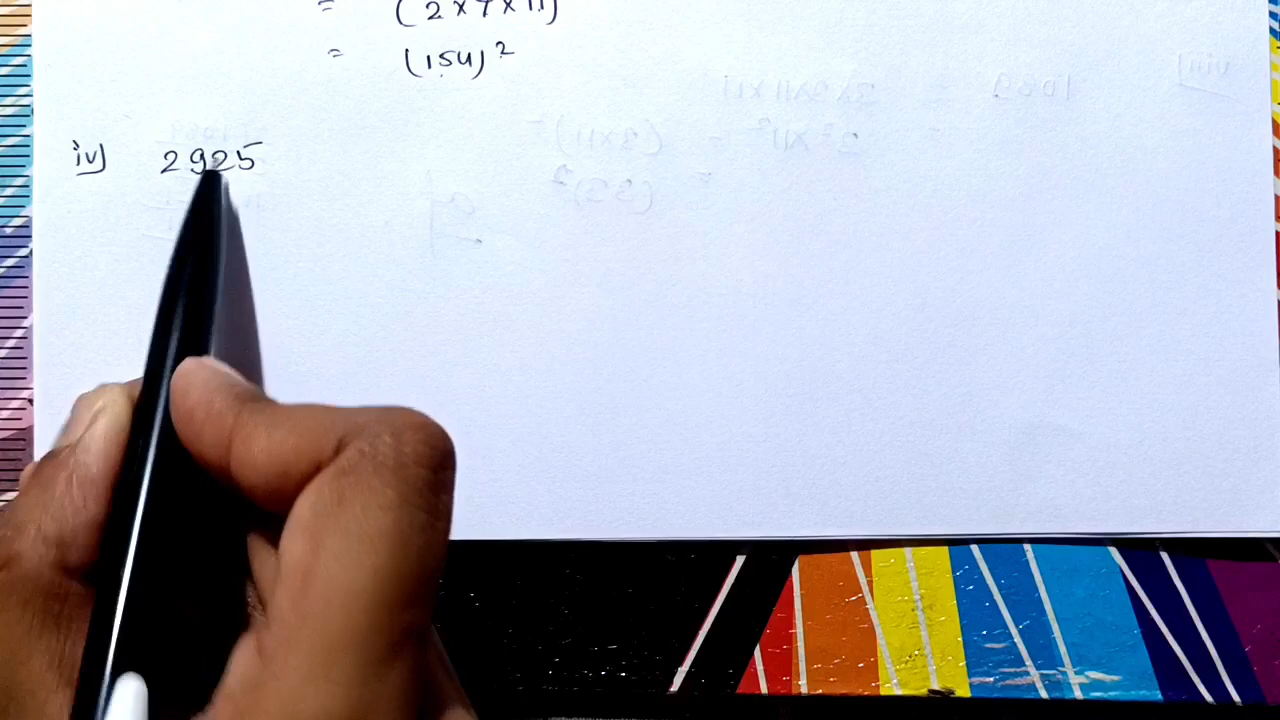 = (2×7×11)
= (154)²
iv) 2925